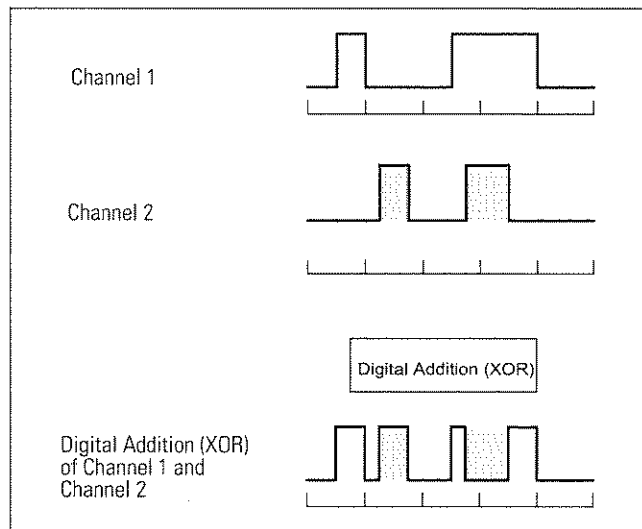 Channel 1
Channel 2
Digital Addition (XOR)
Digital Addition (XOR)
of Channel 1 and
Channel 2